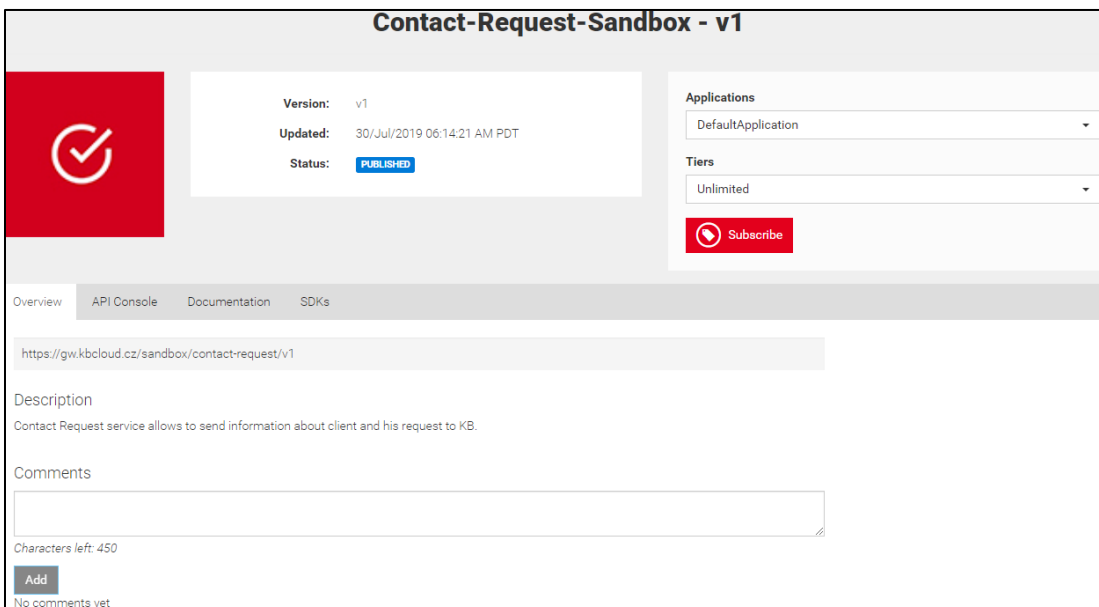 Contact-Request-Sandbox - v1
Version: v1
Updated: 30/Jul/2019 06:14:21 AM PDT
Status: PUBLISHED
Applications
DefaultApplication
Tiers
Unlimited
Subscribe
Overview API Console Documentation SDKs
https://gw.kbcloud.cz/sandbox/contact-request/v1
Description
Contact Request service allows to send information about client and his request to KB.
Comments
Characters left: 450
Add
No comments yet